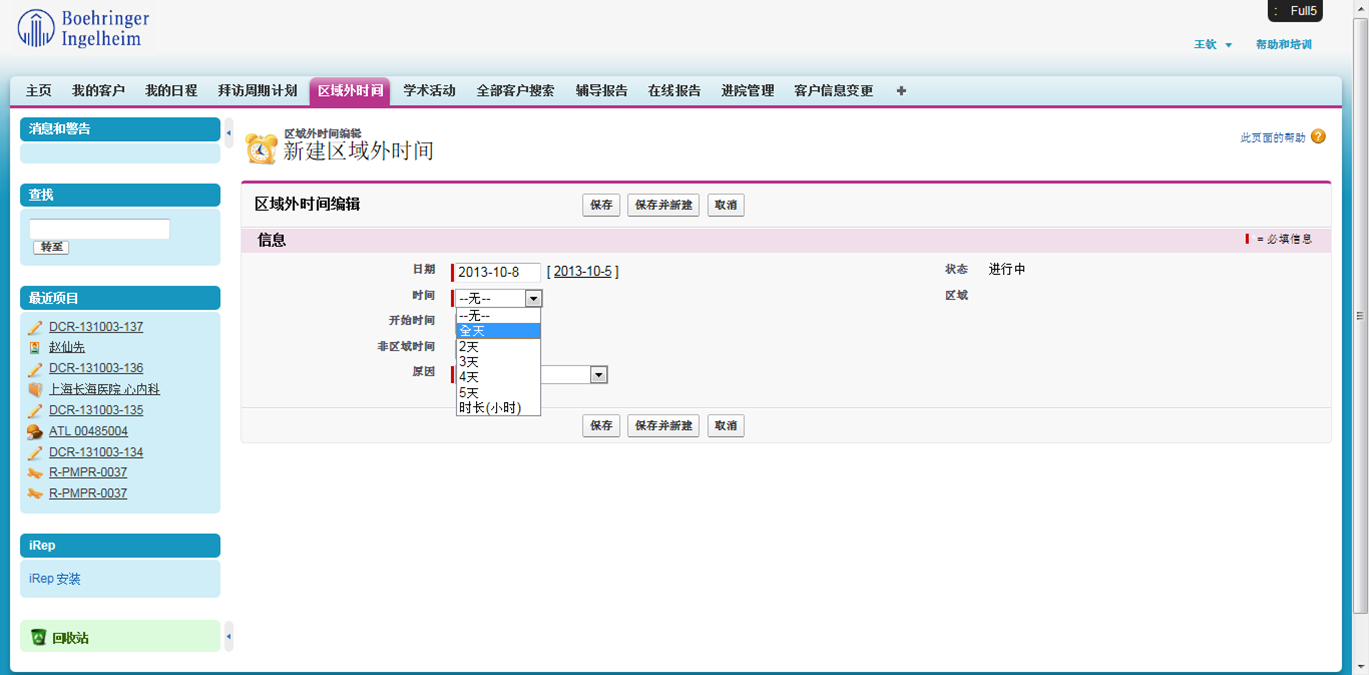 Boehringer
Ingelheim
: Full5
王钦 帮助和培训
主页 我的客户 我的日程 拜访周期计划 区域外时间 学术活动 全部客户搜索 辅导报告 在线报告 进院管理 客户信息变更 +
消息和警告
查找
转至
最近项目
DCR-131003-137
赵仙先
DCR-131003-136
上海长海医院 心内科
DCR-131003-135
ATL 00485004
DCR-131003-134
R-PMPR-0037
R-PMPR-0037
iRep
iRep 安装
回收站
区域外时间编辑
新建区域外时间
此页面的帮助 ?
区域外时间编辑 保存 保存并新建 取消
信息 = 必填信息
日期 2013-10-8 [ 2013-10-5 ] 状态 进行中
时间 --无-- 区域
--无--
全天
2天
3天
4天
5天
时长(小时)
开始时间
非区域时间
原因
保存 保存并新建 取消